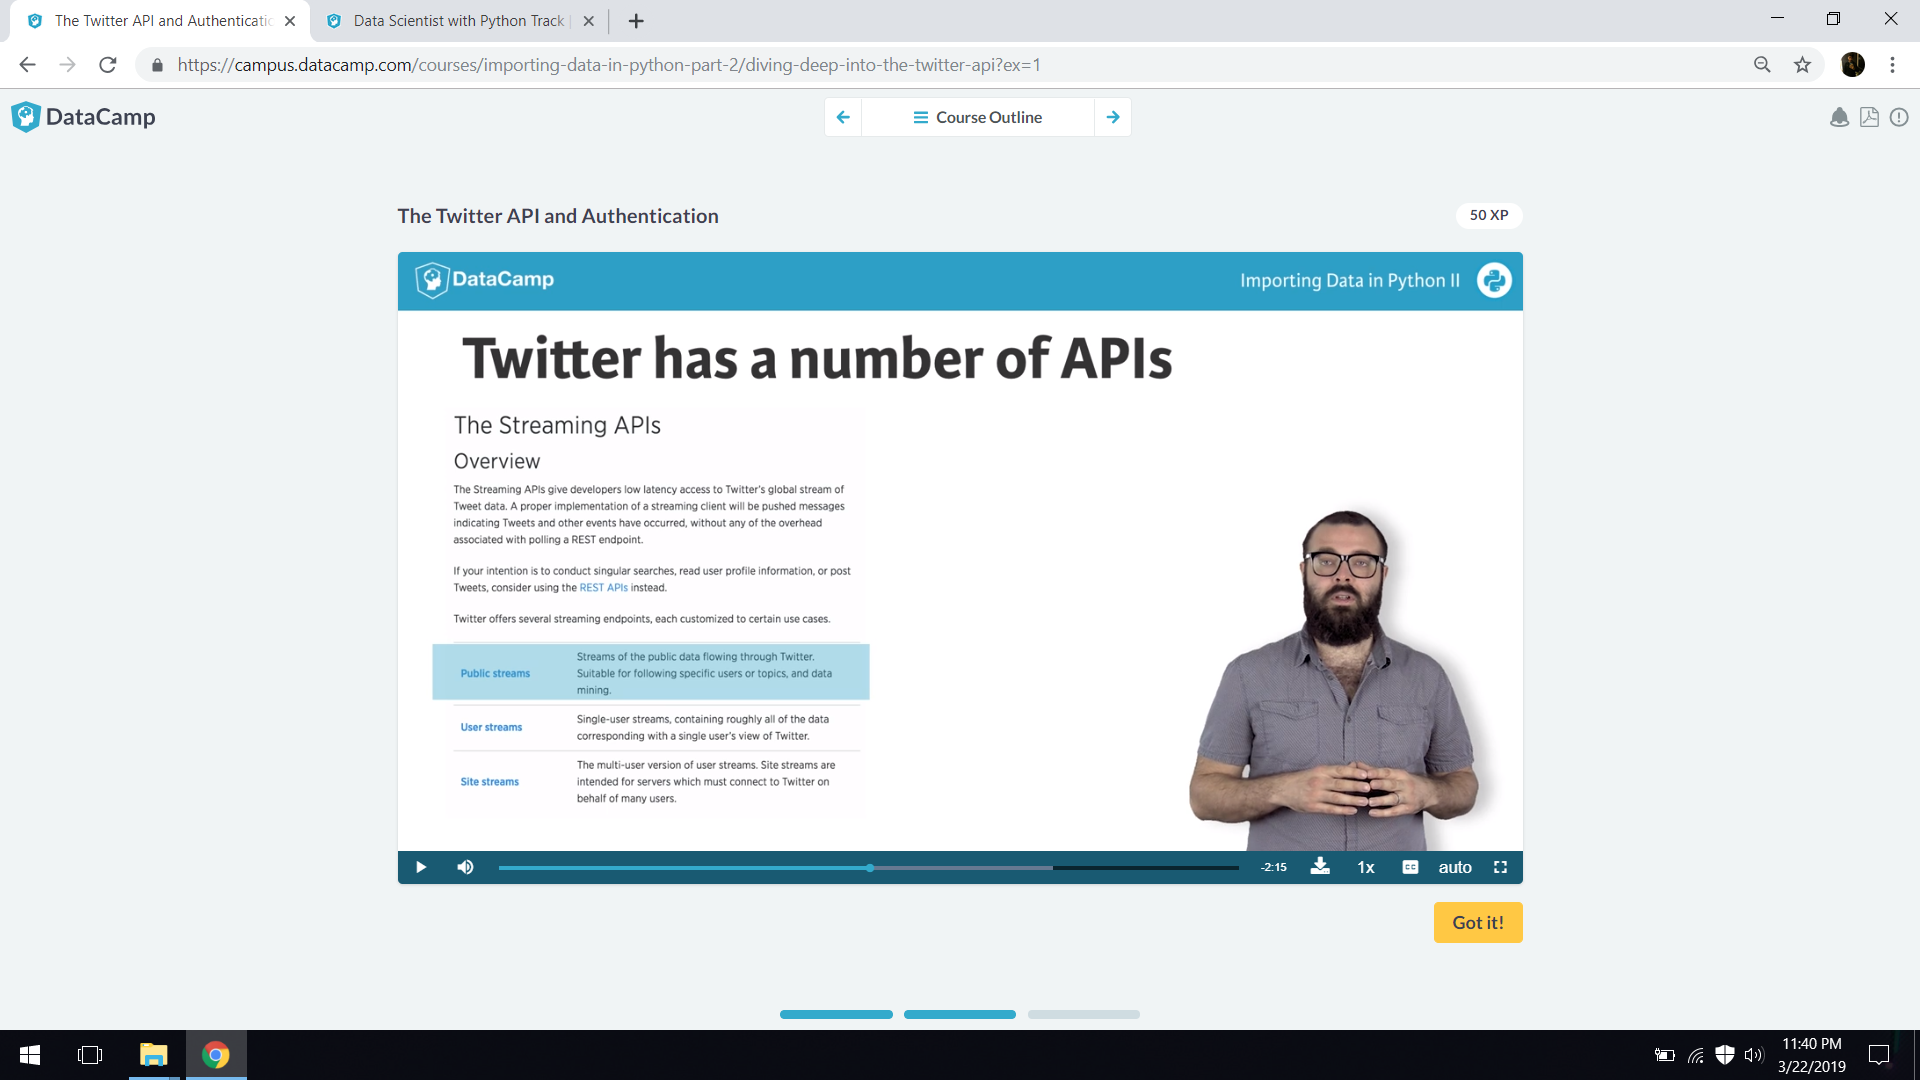 The Twitter API and Authenticatio
Data Scientist with Python Track
https://campus.datacamp.com/courses/importing-data-in-python-part-2/diving-deep-into-the-twitter-api?ex=1
DataCamp
Course Outline
The Twitter API and Authentication
50 XP
DataCamp
Importing Data in Python II
Twitter has a number of APIs
The Streaming APIs
Overview
The Streaming APIs give developers low latency access to Twitter's global stream of
Tweet data. A proper implementation of a streaming client will be pushed messages
indicating Tweets and other events have occurred, without any of the overhead
associated with polling a REST endpoint.
If your intention is to conduct singular searches, read user profile information, or post
Tweets, consider using the REST APIs instead.
Twitter offers several streaming endpoints, each customized to certain use cases.
Public streams
Streams of the public data flowing through Twitter.
Suitable for following specific users or topics, and data
mining.
User streams
Single-user streams, containing roughly all of the data
corresponding with a single user's view of Twitter.
Site streams
The multi-user version of user streams. Site streams are
intended for servers which must connect to Twitter on
behalf of many users.
-2:15
1x
CC
auto
Got it!
11:40 PM
3/22/2019